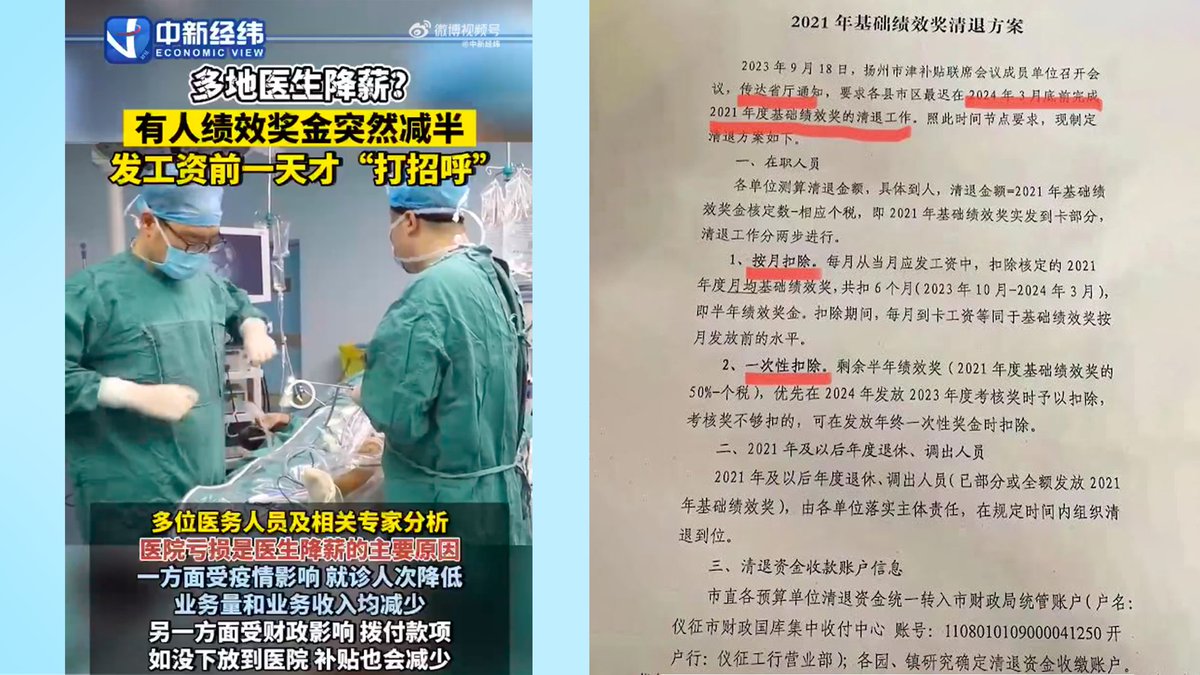 中新经纬
ECONOMIC VIEW
微博视频号
@中新经纬
多地医生降薪?
有人绩效奖金突然减半
发工资前一天才“打招呼”
多位医务人员及相关专家分析
医院亏损是医生降薪的主要原因
一方面受疫情影响 就诊人次降低
业务量和业务收入均减少
另一方面受财政影响 拨付款项
如没下放到医院 补贴也会减少
2021年基础绩效奖清退方案
2023年9月18日，扬州市津补贴联席会议成员单位召开会
议，传达省厅通知，要求各县市区最迟在2024年3月底前完成
2021年度基础绩效奖的清退工作。照此时间节点要求，现制定
清退方案如下。
一、在职人员
各单位测算清退金额，具体到人，清退金额=2021年基础绩
效奖金核定数-相应个税，即2021年基础绩效奖实发到卡部分，
清退工作分两步进行。
1、按月扣除。每月从当月应发工资中，扣除核定的2021
年度月均基础绩效奖，共扣6个月（2023年10月-2024年3月），
即半年绩效奖金。扣除期间，每月到卡工资等同于基础绩效奖按
月发放前的水平。
2、一次性扣除。剩余半年绩效奖（2021年度基础绩效奖的
50%-个税），优先在2024年发放2023年度考核奖时予以扣除，
考核奖不够扣的，可在发放年终一次性奖金时扣除。
二、2021年及以后年度退休、调出人员
2021年及以后年度退休、调出人员（已部分或全额发放2021
年基础绩效奖），由各单位落实主体责任，在规定时间内组织清
退到位。
三、清退资金收款账户信息
市直各预算单位清退资金统一转入市财政局统管账户（户名：
仪征市财政国库集中收付中心 账号：1108010109000041250 开
户行：仪征工行营业部）；各园、镇研究确定清退资金收缴账户。